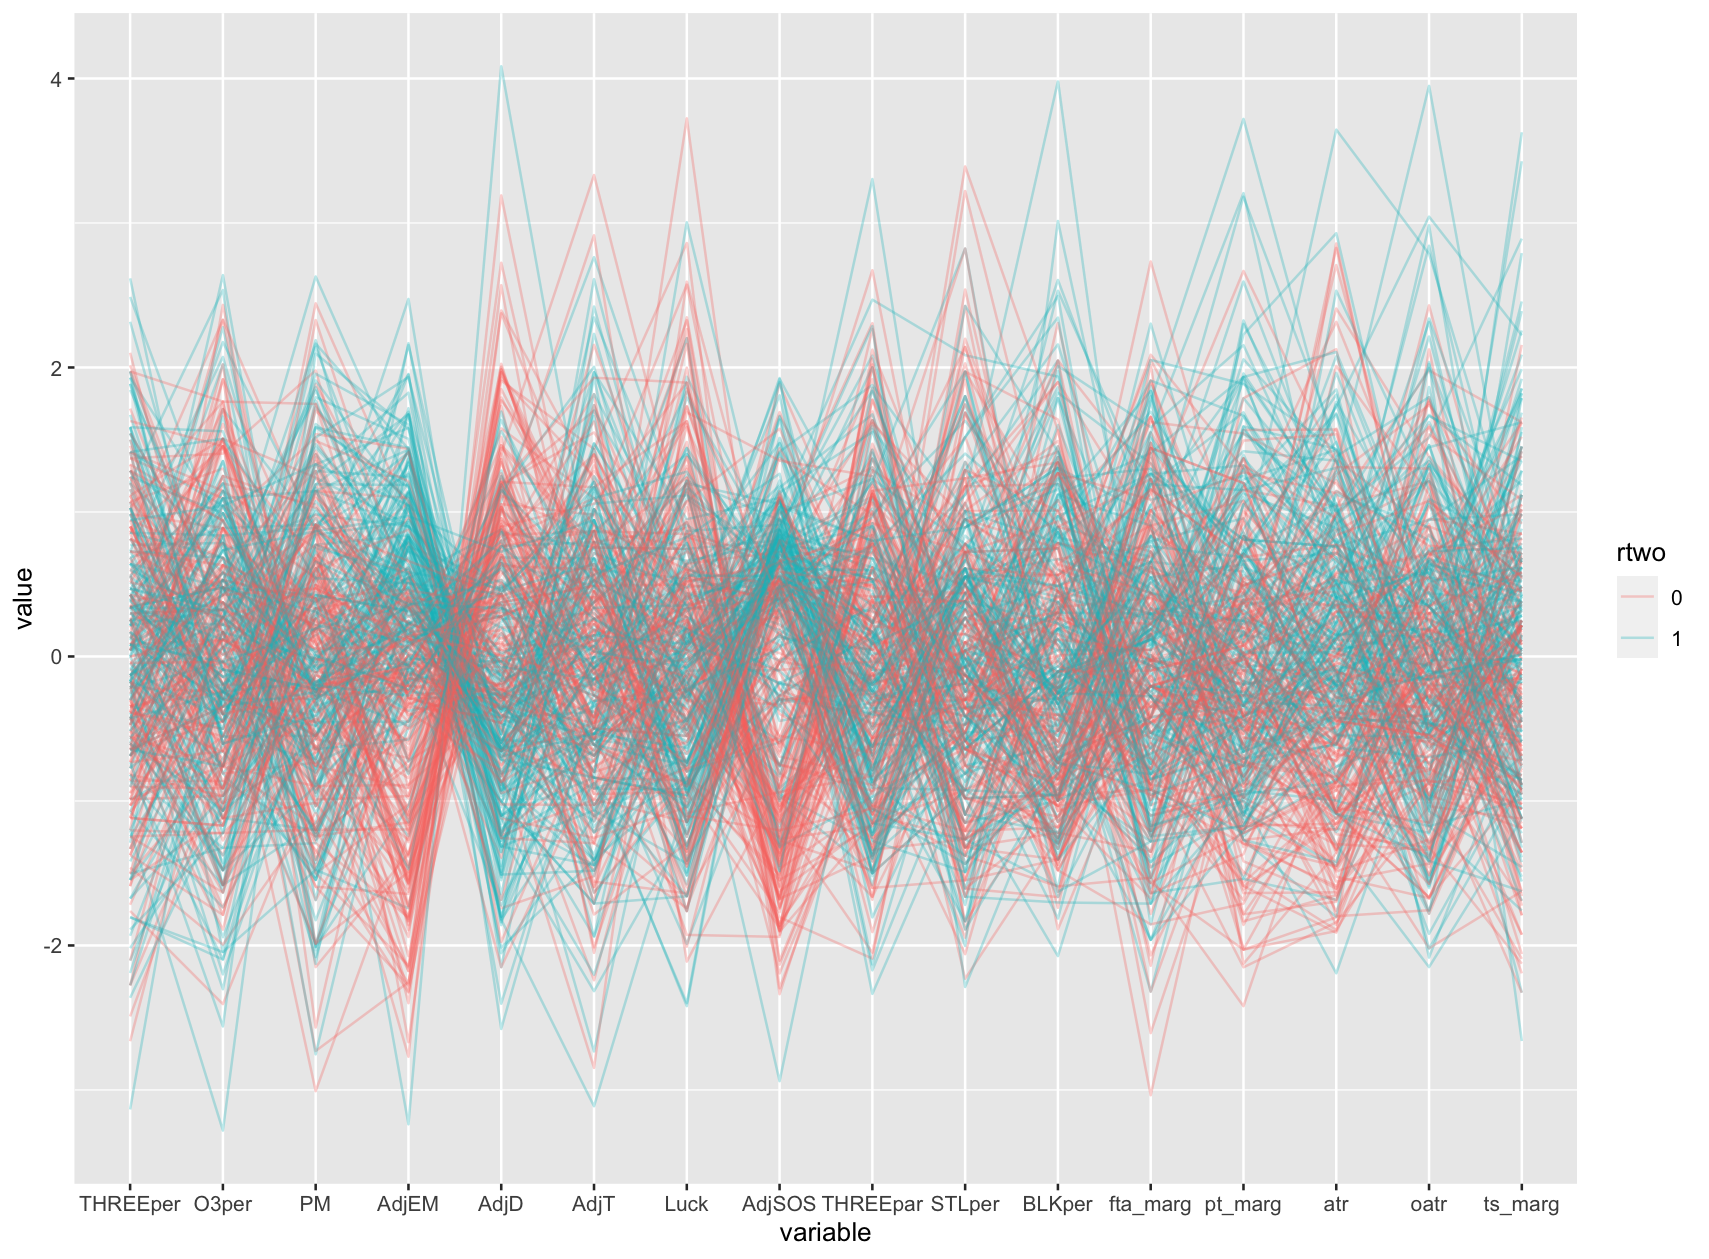 4
2
0
-2
value
THREEper O3per PM AdjEM AdjD AdjT Luck AdjSOS THREEpar STLper BLKper fta_marg pt_marg atr oatr ts_marg
variable
rtwo
0
1